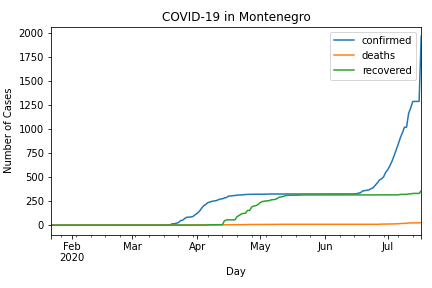 COVID-19 in Montenegro
confirmed
deaths
recovered
Number of Cases
2000
1750
1500
1250
1000
750
500
250
0
Feb Mar Apr May Jun Jul
2020
Day